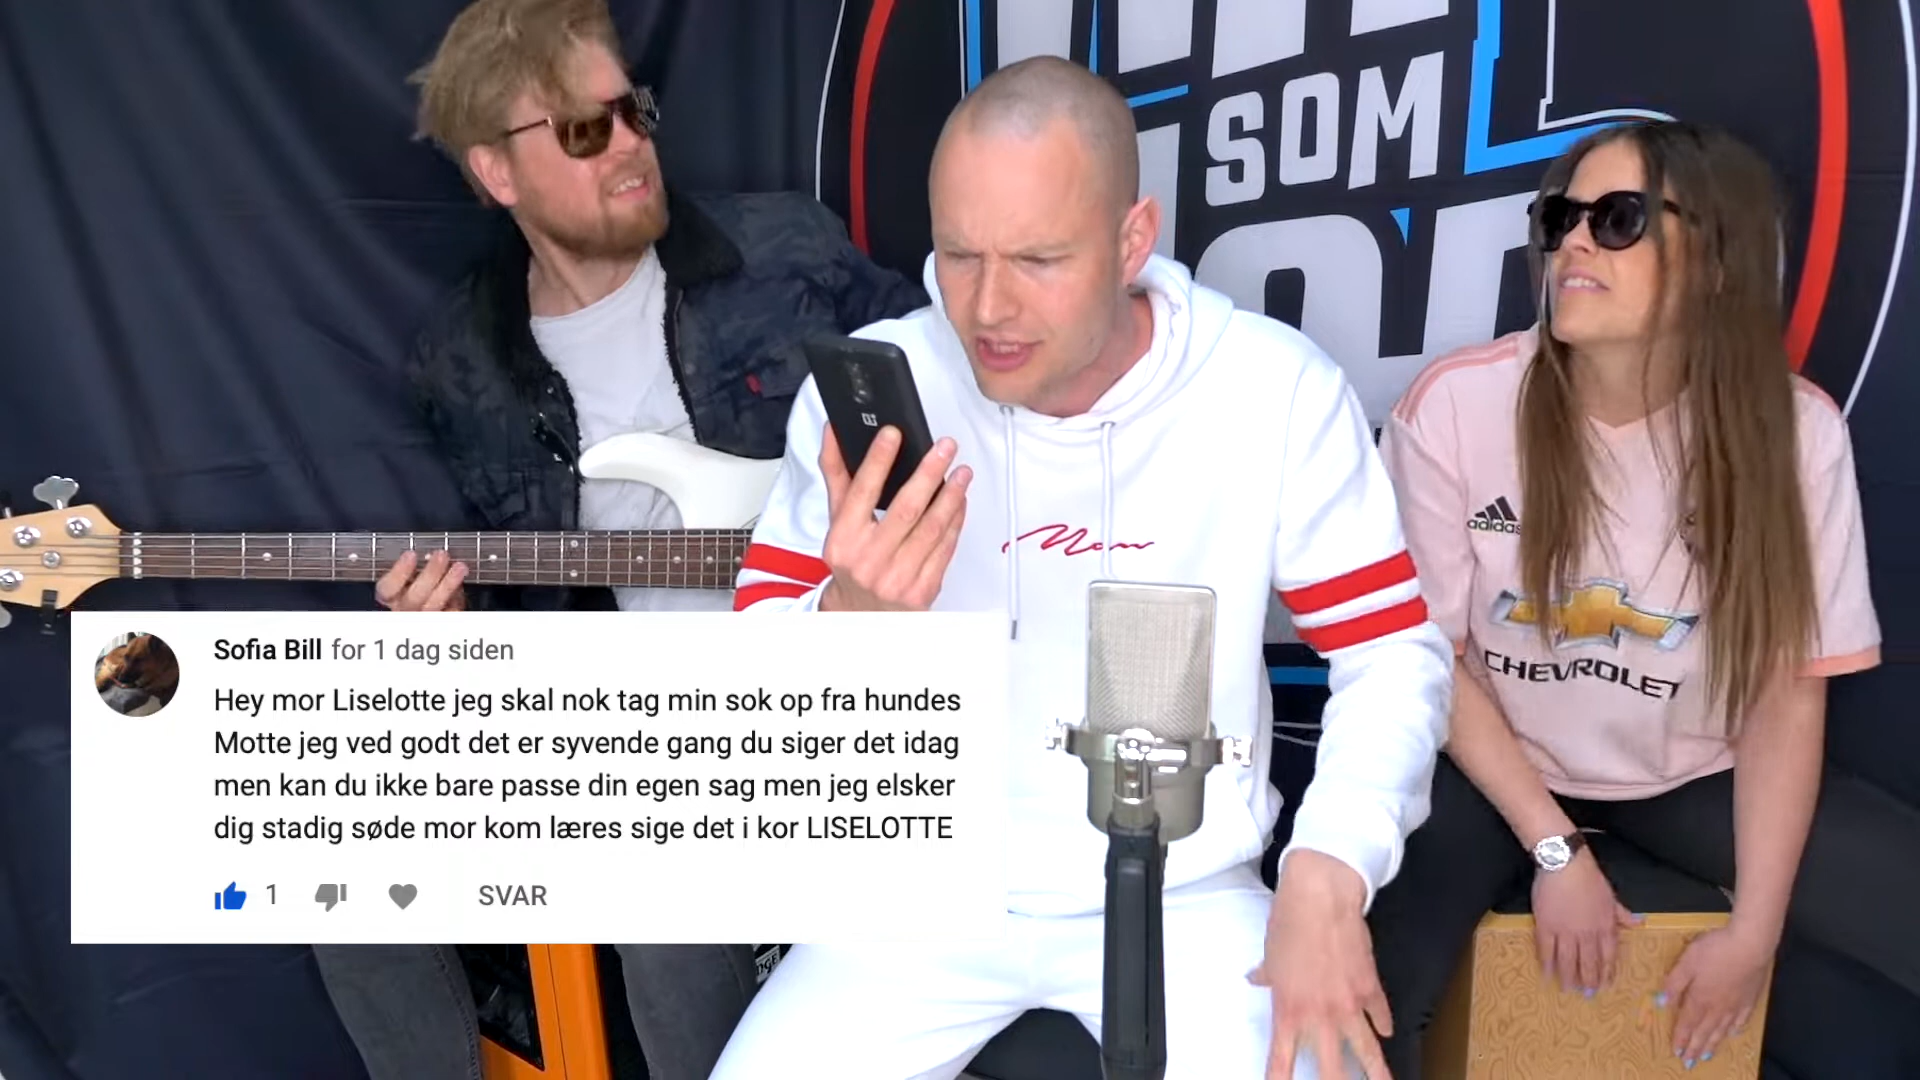 SOM
adidas
CHEVROLET
Sofia Bill for 1 dag siden
Hey mor Liselotte jeg skal nok tag min sok op fra hundes
Motte jeg ved godt det er syvende gang du siger det idag
men kan du ikke bare passe din egen sag men jeg elsker
dig stadig søde mor kom læres sige det i kor LISELOTTE
1
SVAR